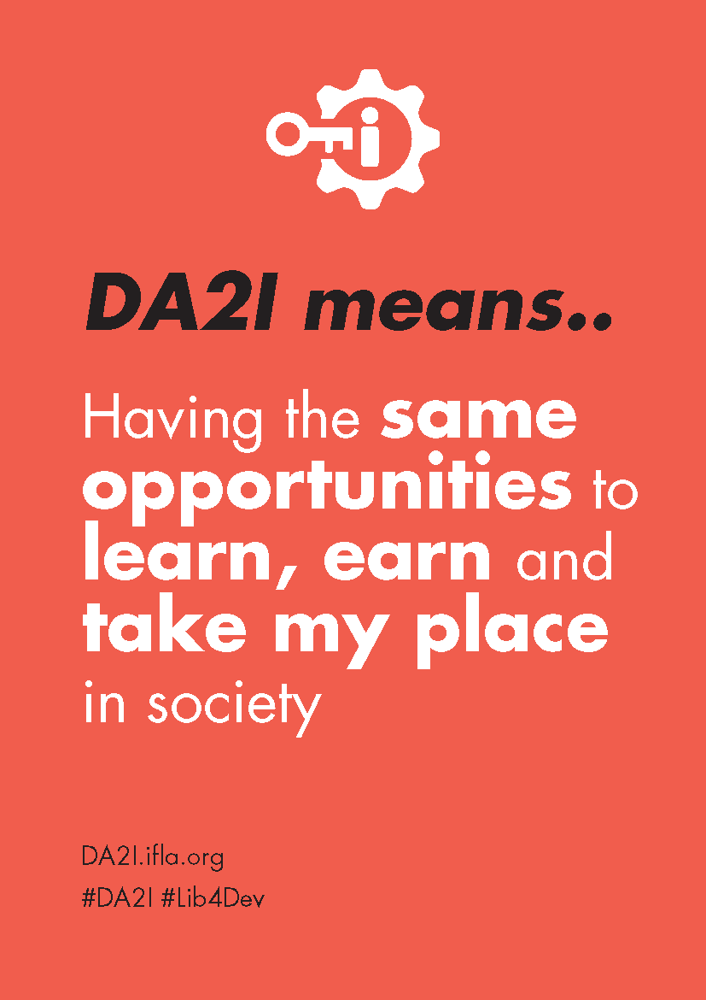 DA2I means..
Having the same
opportunities to
learn, earn and
take my place
in society
DA2I.ifla.org
#DA2I #Lib4Dev